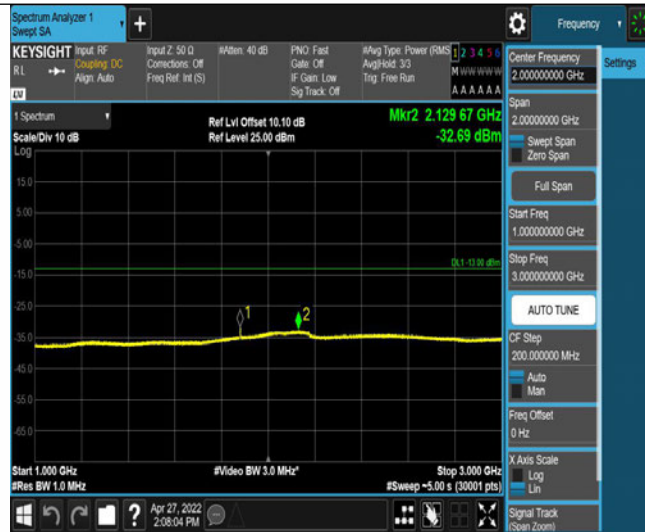 Spectrum Analyzer 1
Swept SA
+
Frequency
KEYSIGHT
Input: RF
Input Z: 50 Ω
#Atten: 40 dB
PNO: Fast
#Avg Type: Power (RMS
1 2 3 4 5 6
RL
Coupling: DC
Corrections: Off
Gate: Off
Avg|Hold: 3/3
M W W W W W
Align: Auto
Freq Ref: Int (S)
IF Gain: Low
Trig: Free Run
Sig Track: Off
A A A A A A
LXI
1 Spectrum
Scale/Div 10 dB
Ref Lvl Offset 10.10 dB
Ref Level 25.00 dBm
Mkr2 2.129 67 GHz
-32.69 dBm
Log
15.0
5.00
-5.00
-15.0
-25.0
-35.0
-45.0
-55.0
-65.0
DL1 -13.00 dBm
1
2
Start 1.000 GHz
#Video BW 3.0 MHz*
Stop 3.000 GHz
#Res BW 1.0 MHz
#Sweep ~5.00 s (30001 pts)
?
Apr 27, 2022
2:08:04 PM
Settings
Center Frequency
2.000000000 GHz
Span
2.00000000 GHz
Swept Span
Zero Span
Full Span
Start Freq
1.000000000 GHz
Stop Freq
3.000000000 GHz
AUTO TUNE
CF Step
200.000000 MHz
Auto
Man
Freq Offset
0 Hz
X Axis Scale
Log
Lin
Signal Track
(Span Zoom)